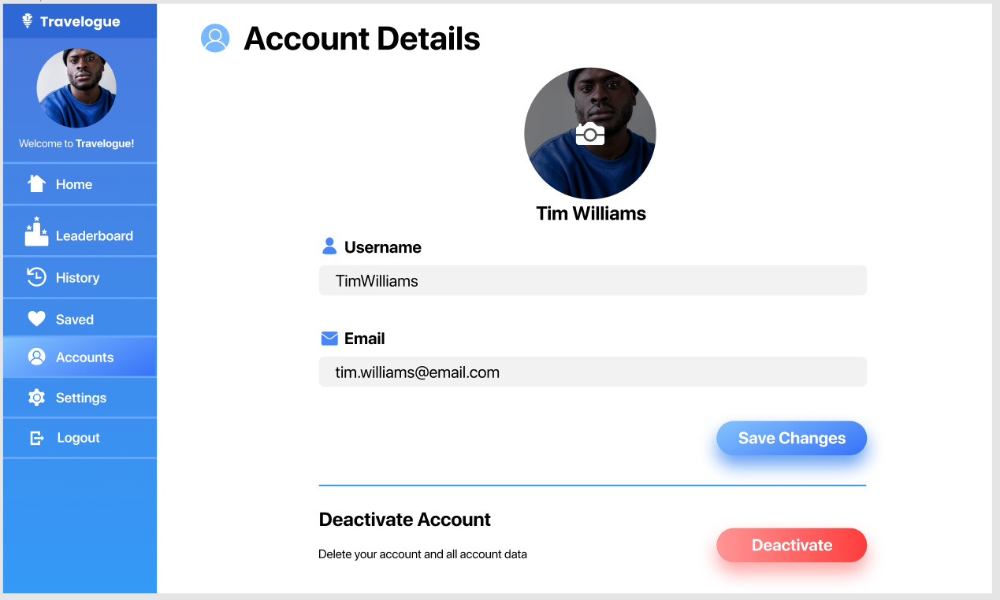 Travelogue
Welcome to Travelogue!
Home
Leaderboard
History
Saved
Accounts
Settings
Logout
Account Details
Tim Williams
Username
TimWilliams
Email
tim.williams@email.com
Save Changes
Deactivate Account
Delete your account and all account data
Deactivate